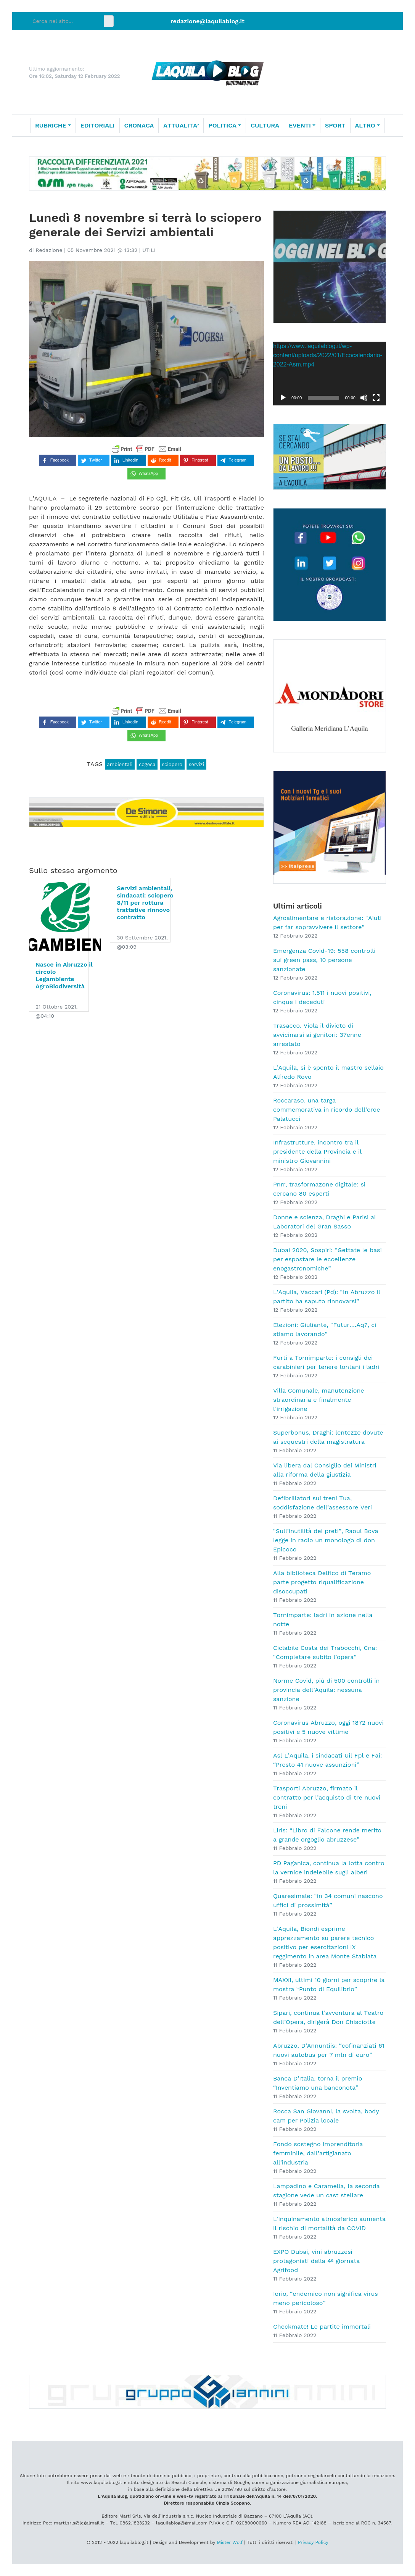 Cerca nel sito..
redazione@laquilablog.it
Ultimo aggiornamento:
Ore 16:02, Saturday 12 February 2022
LAQUILA BLOG
QUOTIDIANO ONLINE
RUBRICHE
EDITORIALI
CRONACA
ATTUALITA'
POLITICA
CULTURA
EVENTI
SPORT
ALTRO
RACCOLTA DIFFERENZIATA 2021
asm spa l'Aquila
Lunedì 8 novembre si terrà lo sciopero
generale dei Servizi ambientali
di Redazione | 05 Novembre 2021 @ 13:32 | UTILI
COGESA
Print PDF Email
Facebook
Twitter
LinkedIn
Reddit
Pinterest
Telegram
WhatsApp
L'AQUILA – Le segreterie nazionali di Fp Cgil, Fit Cis, Uil Trasporti e Fiadel lo
hanno proclamato il 29 settembre scorso per l'interruzione delle trattative
per il rinnovo del contratto collettivo nazionale Utilitalia e Fise Assoambiente.
Per questo motivo ad informare i cittadini e i Comuni Soci dei possibili
disservizi che si potrebbero creare nella mattinata di lunedì è anche
Ecocalendario, l'applicazione per smartphone delle isole ecologiche. Lo sciopero
è proclamato per l'intera giornata di lunedì 8 novembre e riguarderà tutti i
turni di lavoro diurno e notturno. A tal proposito chiediamo la gentile
collaborazione dei cittadini, che sono invitati, in caso mancato servizio, a
ritirare i mastelli dalla strada, per poi esporli al primo giorno utile
dell'EcoCalendario nella zona di riferimento. Le società di servizi pubblici
siamo comunque tenuti a garantire una serie di prestazioni indispensabili,
come stabilito dall'articolo 8 dell'allegato 10 al contratto collettivo nazionale
dei servizi ambientali. La raccolta dei rifiuti, dunque, dovrà essere garantita
nelle scuole, nelle mense pubbliche e private di enti assistenziali; negli
ospedali, case di cura, comunità terapeutiche; ospizi, centri di accoglienza,
orfanotrofi; stazioni ferroviarie; caserme; carceri. La pulizia sarà, inoltre,
effettuata lo stesso nei mercati; nelle aree di sosta attrezzate; nelle aree di
grande interesse turistico museale in misura non superiore al 20% dei centri
storici (così come individuate dai piani regolatori dei Comuni).
Print PDF Email
Facebook
Twitter
LinkedIn
Reddit
Pinterest
Telegram
WhatsApp
TAGS ambientali cogesa sciopero servizi
De Simone
edilizia
Sullo stesso argomento
GAMBIEN
Nasce in Abruzzo il
circolo
Legambiente
AgroBiodiversità
21 Ottobre 2021,
@04:10
Servizi ambientali,
sindacati: sciopero
8/11 per rottura
trattative rinnovo
contratto
30 Settembre 2021,
@03:09
OGGI NEL BLOG
https://www.laquilablog.it/wp-
content/uploads/2022/01/Ecocalendario-
2022-Asm.mp4
00:00
00:00
SE STAI
CERCANDO
UN POSTO...
DA LAVORO !!!
A L'AQUILA
POTETE TROVARCI SU:
IL NOSTRO BROADCAST:
MONDADORI
STORE
Galleria Meridiana L'Aquila
Con noi i Tg e i suoi
Notiziari tematici
>> Italpress
Ultimi articoli
Agroalimentare e ristorazione: "Aiuti
per far sopravvivere il settore"
12 Febbraio 2022
Emergenza Covid-19: 558 controlli
sul green pass, 10 persone
sanzionate
12 Febbraio 2022
Coronavirus: 1.511 i nuovi positivi,
cinque i deceduti
12 Febbraio 2022
Trasacco. Viola il divieto di
avvicinarsi ai genitori: 37enne
arrestato
12 Febbraio 2022
L'Aquila, si è spento il mastro sellaio
Alfredo Rovo
12 Febbraio 2022
Roccaraso, una targa
commemorativa in ricordo dell'eroe
Palatucci
12 Febbraio 2022
Infrastrutture, incontro tra il
presidente della Provincia e il
ministro Giovannini
12 Febbraio 2022
Pnrr, trasformazone digitale: si
cercano 80 esperti
12 Febbraio 2022
Donne e scienza, Draghi e Parisi ai
Laboratori del Gran Sasso
12 Febbraio 2022
Dubai 2020, Sospiri: "Gettate le basi
per espostare le eccellenze
enogastronomiche"
12 Febbraio 2022
L'Aquila, Vaccari (Pd): "In Abruzzo il
partito ha saputo rinnovarsi"
12 Febbraio 2022
Elezioni: Giuliante, "Futur....Aq?, ci
stiamo lavorando"
12 Febbraio 2022
Furti a Tornimparte: i consigli dei
carabinieri per tenere lontani i ladri
12 Febbraio 2022
Villa Comunale, manutenzione
straordinaria e finalmente
l'irrigazione
12 Febbraio 2022
Superbonus, Draghi: lentezze dovute
ai sequestri della magistratura
11 Febbraio 2022
Via libera dal Consiglio dei Ministri
alla riforma della giustizia
11 Febbraio 2022
Defibrillatori sui treni Tua,
soddisfazione dell'assessore Verì
11 Febbraio 2022
"Sull'inutilità dei preti", Raoul Bova
legge in radio un monologo di don
Epicoco
11 Febbraio 2022
Alla biblioteca Delfico di Teramo
parte progetto riqualificazione
disoccupati
11 Febbraio 2022
Tornimparte: ladri in azione nella
notte
11 Febbraio 2022
Ciclabile Costa dei Trabocchi, Cna:
"Completare subito l'opera"
11 Febbraio 2022
Norme Covid, più di 500 controlli in
provincia dell'Aquila: nessuna
sanzione
11 Febbraio 2022
Coronavirus Abruzzo, oggi 1872 nuovi
positivi e 5 nuove vittime
11 Febbraio 2022
Asl L'Aquila, i sindacati Uil Fpl e Fai:
"Presto 41 nuove assunzioni"
11 Febbraio 2022
Trasporti Abruzzo, firmato il
contratto per l'acquisto di tre nuovi
treni
11 Febbraio 2022
Liris: "Libro di Falcone rende merito
a grande orgoglio abruzzese"
11 Febbraio 2022
PD Paganica, continua la lotta contro
la vernice indelebile sugli alberi
11 Febbraio 2022
Quaresimale: "in 34 comuni nascono
uffici di prossimità"
11 Febbraio 2022
L'Aquila, Biondi esprime
apprezzamento su parere tecnico
positivo per esercitazioni IX
reggimento in area Monte Stabiata
11 Febbraio 2022
MAXXI, ultimi 10 giorni per scoprire la
mostra "Punto di Equilibrio"
11 Febbraio 2022
Sipari, continua l'avventura al Teatro
dell'Opera, dirigerà Don Chisciotte
11 Febbraio 2022
Abruzzo, D'Annuntiis: "cofinanziati 61
nuovi autobus per 7 mln di euro"
11 Febbraio 2022
Banca D'Italia, torna il premio
"Inventiamo una banconota"
11 Febbraio 2022
Rocca San Giovanni, la svolta, body
cam per Polizia locale
11 Febbraio 2022
Fondo sostegno imprenditoria
femminile, dall'artigianato
all'industria
11 Febbraio 2022
Lampadino e Caramella, la seconda
stagione vede un cast stellare
11 Febbraio 2022
L'inquinamento atmosferico aumenta
il rischio di mortalità da COVID
11 Febbraio 2022
EXPO Dubai, vini abruzzesi
protagonisti della 4ª giornata
Agrifood
11 Febbraio 2022
Iorio, "endemico non significa virus
meno pericoloso"
11 Febbraio 2022
Checkmate! Le partite immortali
11 Febbraio 2022
gruppo iannini
Alcune foto potrebbero essere prese dal web e ritenute di dominio pubblico; i proprietari, contrari alla pubblicazione, potranno segnalarcelo contattando la redazione.
Il sito www.laquilablog.it è stato designato da Search Console, sistema di Google, come organizzazione giornalistica europea,
in base alla definizione della Direttiva Ue 2019/790 sul diritto d'autore.
L'Aquila Blog, quotidiano on-line e web-tv registrato al Tribunale dell'Aquila n. 14 dell'8/01/2020.
Direttore responsabile Cinzia Scopano.
Editore Marti Srls, Via dell'Industria s.n.c. Nucleo Industriale di Bazzano – 67100 L'Aquila (AQ).
Indirizzo Pec: marti.srls@legalmail.it – Tel. 0862.1823232 – laquilablog@gmail.com P.IVA e C.F. 02080000660 – Numero REA AQ-142188 – Iscrizione al ROC n. 34567.
© 2012 - 2022 laquilablog.it | Design and Development by Mister Wolf | Tutti i diritti riservati | Privacy Policy